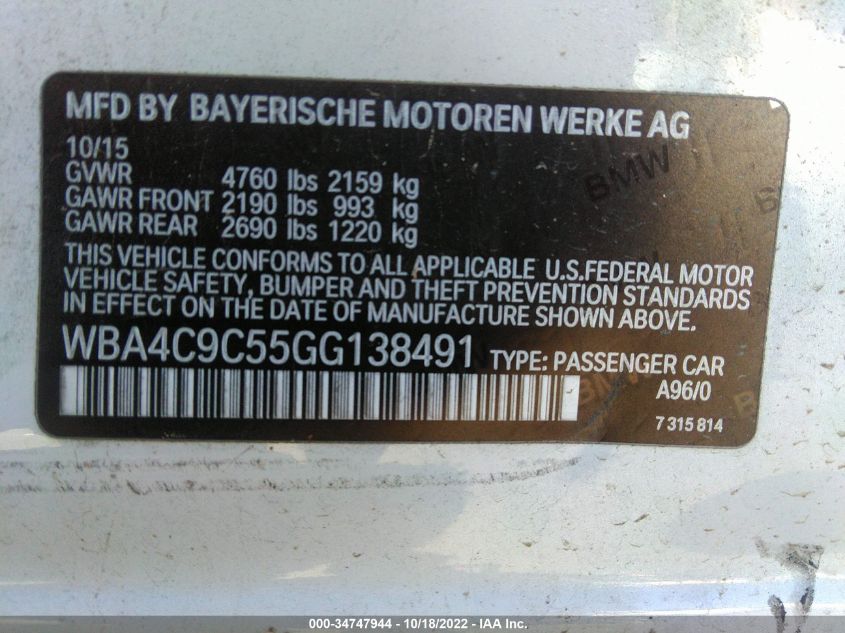 MFD BY BAYERISCHE MOTOREN WERKE AG
10/15
GVWR 4760 lbs 2159 kg
GAWR FRONT 2190 lbs 993 kg
GAWR REAR 2690 lbs 1220 kg
THIS VEHICLE CONFORMS TO ALL APPLICABLE U.S.FEDERAL MOTOR
VEHICLE SAFETY, BUMPER AND THEFT PREVENTION STANDARDS
IN EFFECT ON THE DATE OF MANUFACTURE SHOWN ABOVE.
WBA4C9C55GG138491 TYPE: PASSENGER CAR
A96/0
7 315 814
BMW
BMW
BMW
000-34747944 - 10/18/2022 - IAA Inc.